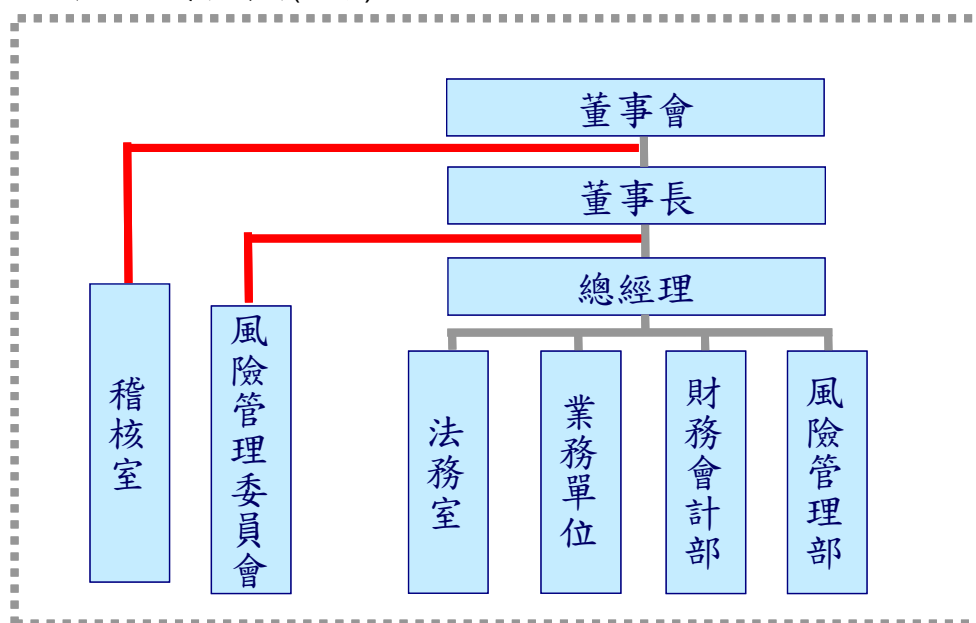 董事會
董事長
總經理
稽核室
風險管理委員會
法務室
業務單位
財務會計部
風險管理部